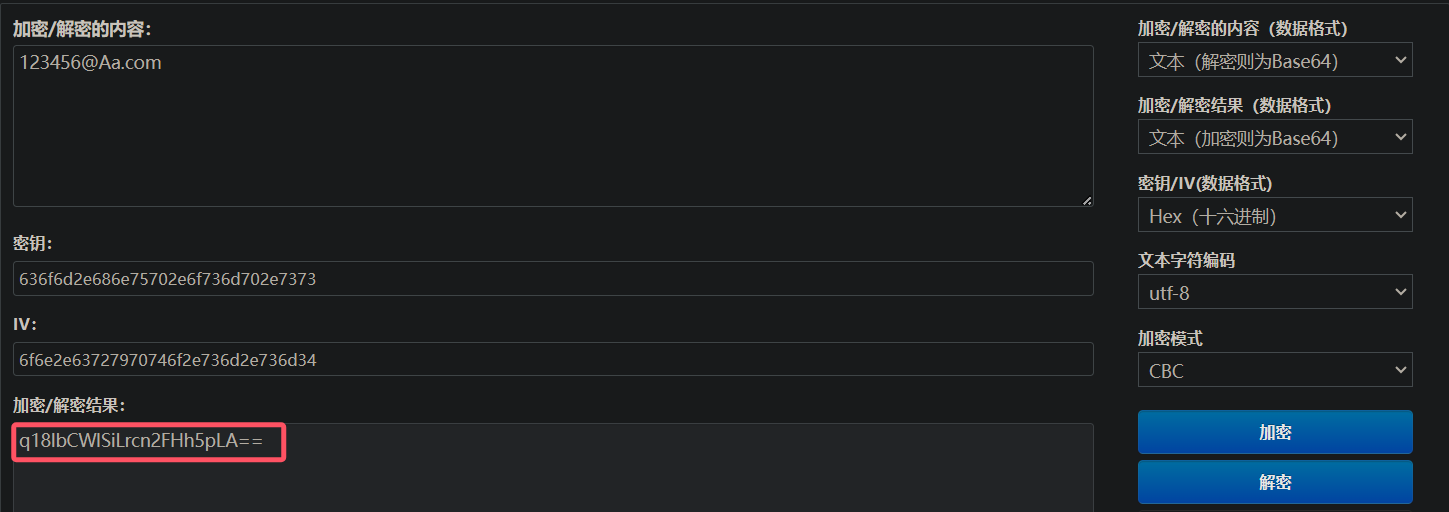 加密/解密的内容：
123456@Aa.com
密钥：
636f6d2e686e75702e6f736d702e7373
IV：
6f6e2e63727970746f2e736d2e736d34
加密/解密结果：
q18IbCWlSiLrcn2FHh5pLA==
加密/解密的内容（数据格式）
文本（解密则为Base64）
加密/解密结果（数据格式）
文本（加密则为Base64）
密钥/IV(数据格式)
Hex（十六进制）
文本字符编码
utf-8
加密模式
CBC
加密
解密